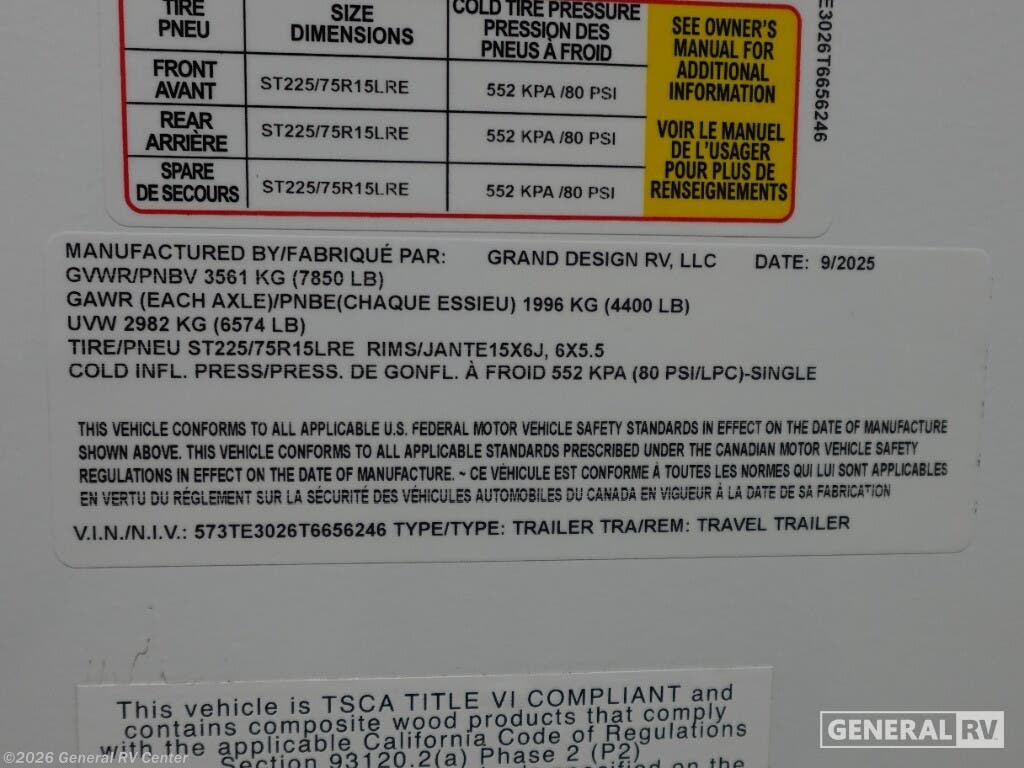 TIRE
PNEU
SIZE
DIMENSIONS
COLD TIRE PRESSURE
PRESSION DES
PNEUS À FROID
SEE OWNER'S
MANUAL FOR
ADDITIONAL
INFORMATION
VOIR LE MANUEL
DE L'USAGER
POUR PLUS DE
RENSEIGNEMENTS
FRONT
AVANT
ST225/75R15LRE
552 KPA /80 PSI
REAR
ARRIÈRE
ST225/75R15LRE
552 KPA /80 PSI
SPARE
DE SECOURS
ST225/75R15LRE
552 KPA /80 PSI
E3026T6656246
MANUFACTURED BY/FABRIQUÉ PAR: GRAND DESIGN RV, LLC DATE: 9/2025
GVWR/PNBV 3561 KG (7850 LB)
GAWR (EACH AXLE)/PNBE(CHAQUE ESSIEU) 1996 KG (4400 LB)
UVW 2982 KG (6574 LB)
TIRE/PNEU ST225/75R15LRE RIMS/JANTE15X6J, 6X5.5
COLD INFL. PRESS/PRESS. DE GONFL. À FROID 552 KPA (80 PSI/LPC)-SINGLE
THIS VEHICLE CONFORMS TO ALL APPLICABLE U.S. FEDERAL MOTOR VEHICLE SAFETY STANDARDS IN EFFECT ON THE DATE OF MANUFACTURE
SHOWN ABOVE. THIS VEHICLE CONFORMS TO ALL APPLICABLE STANDARDS PRESCRIBED UNDER THE CANADIAN MOTOR VEHICLE SAFETY
REGULATIONS IN EFFECT ON THE DATE OF MANUFACTURE. ~ CE VÉHICULE EST CONFORME À TOUTES LES NORMES QUI LUI SONT APPLICABLES
EN VERTU DU RÉGLEMENT SUR LA SÉCURITÉ DES VÉHICULES AUTOMOBILES DU CANADA EN VIGUEUR À LA DATE DE SA FABRICATION
V.I.N./N.I.V.: 573TE3026T6656246 TYPE/TYPE: TRAILER TRA/REM: TRAVEL TRAILER
This vehicle is TSCA TITLE VI COMPLIANT and
contains composite wood products that comply
with the applicable California Code of Regulations
Section 93120.2(a) Phase 2 (P2)
GENERAL RV
©2026 General RV Center